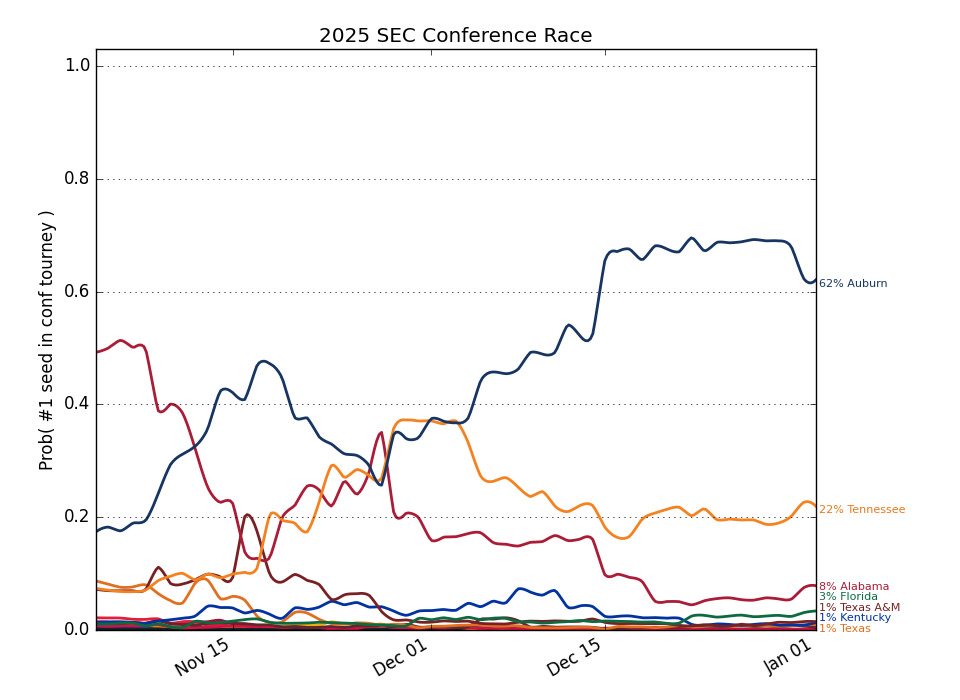 2025 SEC Conference Race
Prob( #1 seed in conf tourney )
1.0
0.8
0.6
0.4
0.2
0.0
Nov 15
Dec 01
Dec 15
Jan 01
62% Auburn
22% Tennessee
8% Alabama
3% Florida
1% Texas A&M
1% Kentucky
1% Texas